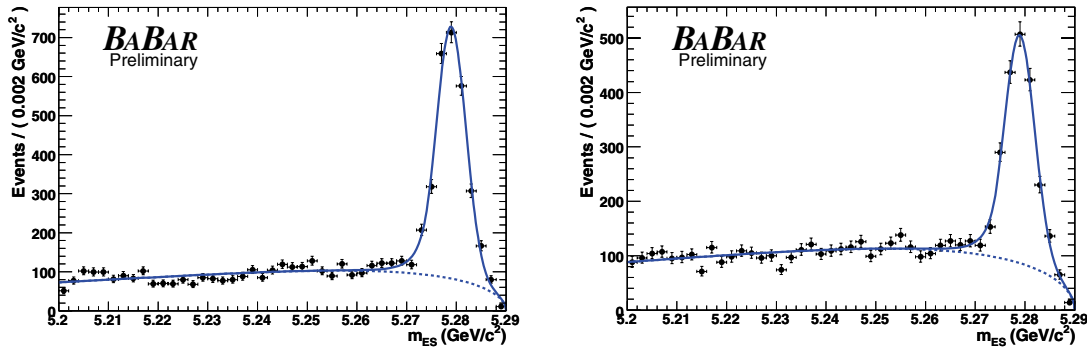 Events / ( 0.002 GeV/c² )
700
600
500
400
300
200
100
0
BABAR
Preliminary
5.2 5.21 5.22 5.23 5.24 5.25 5.26 5.27 5.28 5.29
m_ES (GeV/c²)
Events / ( 0.002 GeV/c² )
500
400
300
200
100
0
BABAR
Preliminary
5.2 5.21 5.22 5.23 5.24 5.25 5.26 5.27 5.28 5.29
m_ES (GeV/c²)